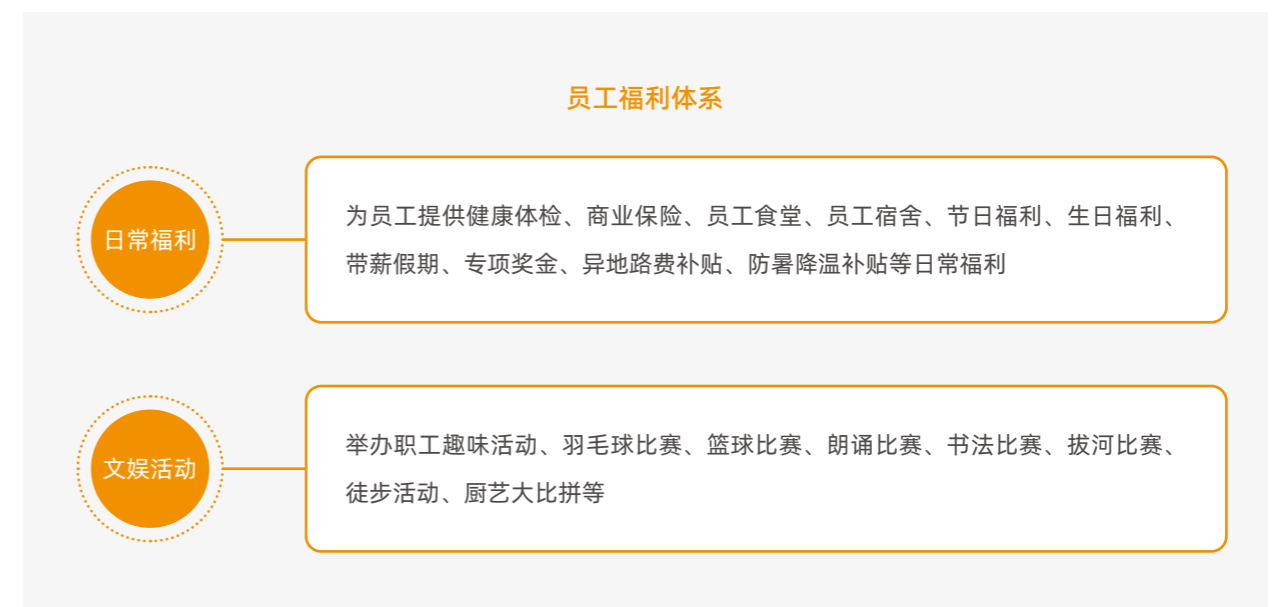 员工福利体系
日常福利
为员工提供健康体检、商业保险、员工食堂、员工宿舍、节日福利、生日福利、
带薪假期、专项奖金、异地路费补贴、防暑降温补贴等日常福利
文娱活动
举办职工趣味活动、羽毛球比赛、篮球比赛、朗诵比赛、书法比赛、拔河比赛、
徒步活动、厨艺大比拼等